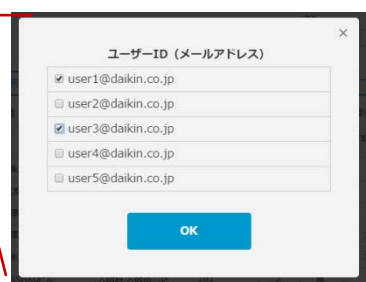 ×
ユーザーID（メールアドレス）
user1@daikin.co.jp
user2@daikin.co.jp
user3@daikin.co.jp
user4@daikin.co.jp
user5@daikin.co.jp
OK